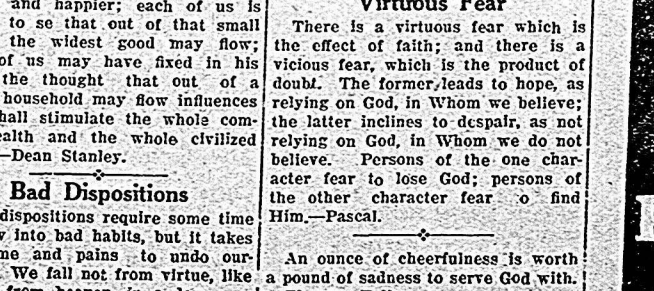 and happier; each of us is
to se that out of that small
the widest good may flow;
of us may have fixed in his
the thought that out of a
household may flow influences
hall stimulate the whole com-
ealth and the whole civilized
—Dean Stanley.
Bad Dispositions
dispositions require some time
into bad habits, but it takes
me and pains to undo our-
We fall not from virtue, like
Virtuous Fear
There is a virtuous fear which is
the effect of faith; and there is a
vicious fear, which is the product of
doubt. The former, leads to hope, as
relying on God, in Whom we believe;
the latter inclines to despair, as not
relying on God, in Whom we do not
believe. Persons of the one char-
acter fear to lose God; persons of
the other character fear o find
Him.—Pascal.
An ounce of cheerfulness is worth
a pound of sadness to serve God with.